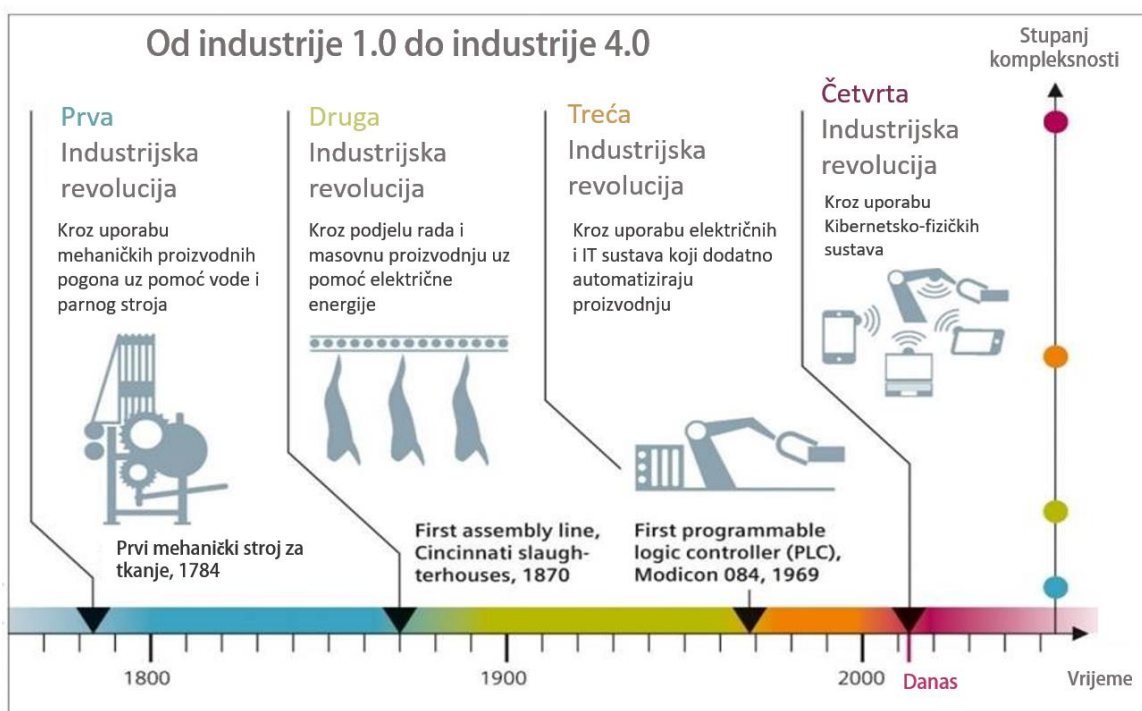 Od industrije 1.0 do industrije 4.0
Stupanj
kompleksnosti
Prva
Industrijska
revolucija
Kroz uporabu
mehaničkih proizvodnih
pogona uz pomoć vode i
parnog stroja
Druga
Industrijska
revolucija
Kroz podjelu rada i
masovnu proizvodnju uz
pomoć električne
energije
Treća
Industrijska
revolucija
Kroz uporabu električnih
i IT sustava koji dodatno
automatiziraju
proizvodnju
Četvrta
Industrijska
revolucija
Kroz uporabu
Kibernetsko-fizičkih
sustava
Prvi mehanički stroj za
tkanje, 1784
First assembly line,
Cincinnati slaugh-
terhouses, 1870
First programmable
logic controller (PLC),
Modicon 084, 1969
1800
1900
2000
Danas
Vrijeme